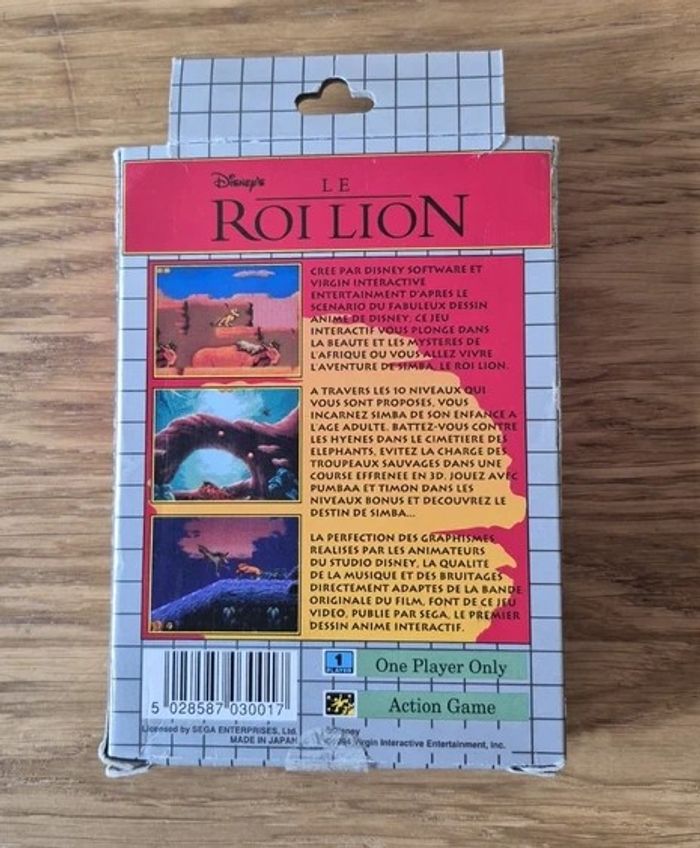 Disney's
LE
ROI LION
CREE PAR DISNEY SOFTWARE ET
VIRGIN INTERACTIVE
ENTERTAINMENT D'APRES LE
SCENARIO DU FABULEUX DESSIN
ANIME DE DISNEY, CE JEU
INTERACTIF VOUS PLONGE DANS
LA BEAUTE ET LES MYSTERES DE
L'AFRIQUE OU VOUS ALLEZ VIVRE
L'AVENTURE DE SIMBA, LE ROI LION.
A TRAVERS LES 10 NIVEAUX QUI
VOUS SONT PROPOSES, VOUS
INCARNEZ SIMBA DE SON ENFANCE A
L'AGE ADULTE. BATTEZ-VOUS CONTRE
LES HYENES DANS LE CIMETIERE DES
ELEPHANTS, EVITEZ LA CHARGE DES
TROUPEAUX SAUVAGES DANS UNE
COURSE EFFRENEE EN 3D. JOUEZ AVEC
PUMBAA ET TIMON DANS LES
NIVEAUX BONUS ET DECOUVREZ LE
DESTIN DE SIMBA...
LA PERFECTION DES GRAPHISMES
REALISES PAR LES ANIMATEURS
DU STUDIO DISNEY, LA QUALITE
DE LA MUSIQUE ET DES BRUITAGES
DIRECTEMENT ADAPTES DE LA BANDE
ORIGINALE DU FILM, FONT DE CE JEU
VIDEO, PUBLIE PAR SEGA, LE PREMIER
DESSIN ANIME INTERACTIF.
1
PLAYER
One Player Only
Action Game
5 028587 030017
Licensed by SEGA ENTERPRISES, Ltd.
MADE IN JAPAN
Disney
Virgin Interactive Entertainment, Inc.